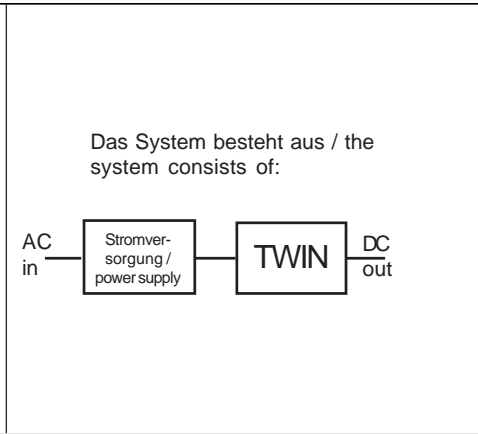 Das System besteht aus / the
system consists of:
AC
in
Stromver-
sorgung /
power supply
TWIN
DC
out